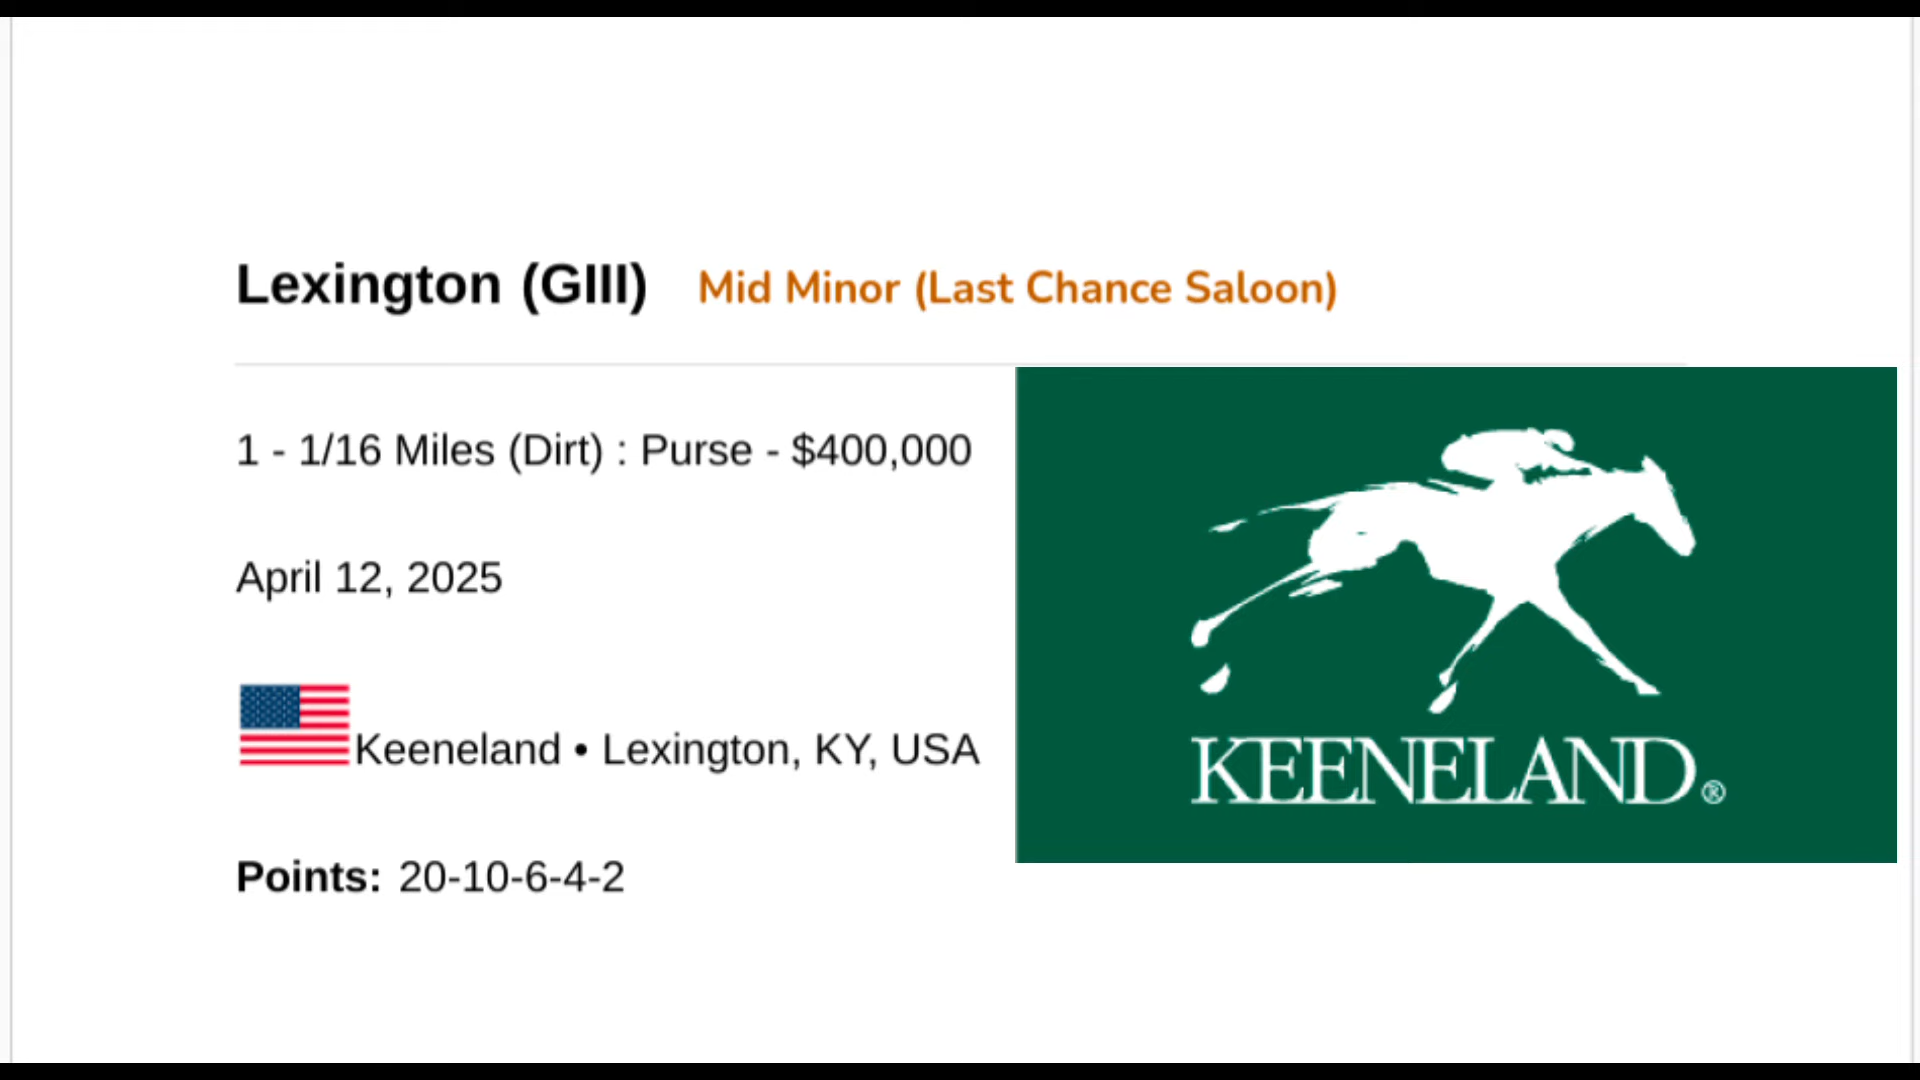 Lexington (GIII) Mid Minor (Last Chance Saloon)
1 - 1/16 Miles (Dirt) : Purse - $400,000
April 12, 2025
Keeneland • Lexington, KY, USA
Points: 20-10-6-4-2
KEENELAND®